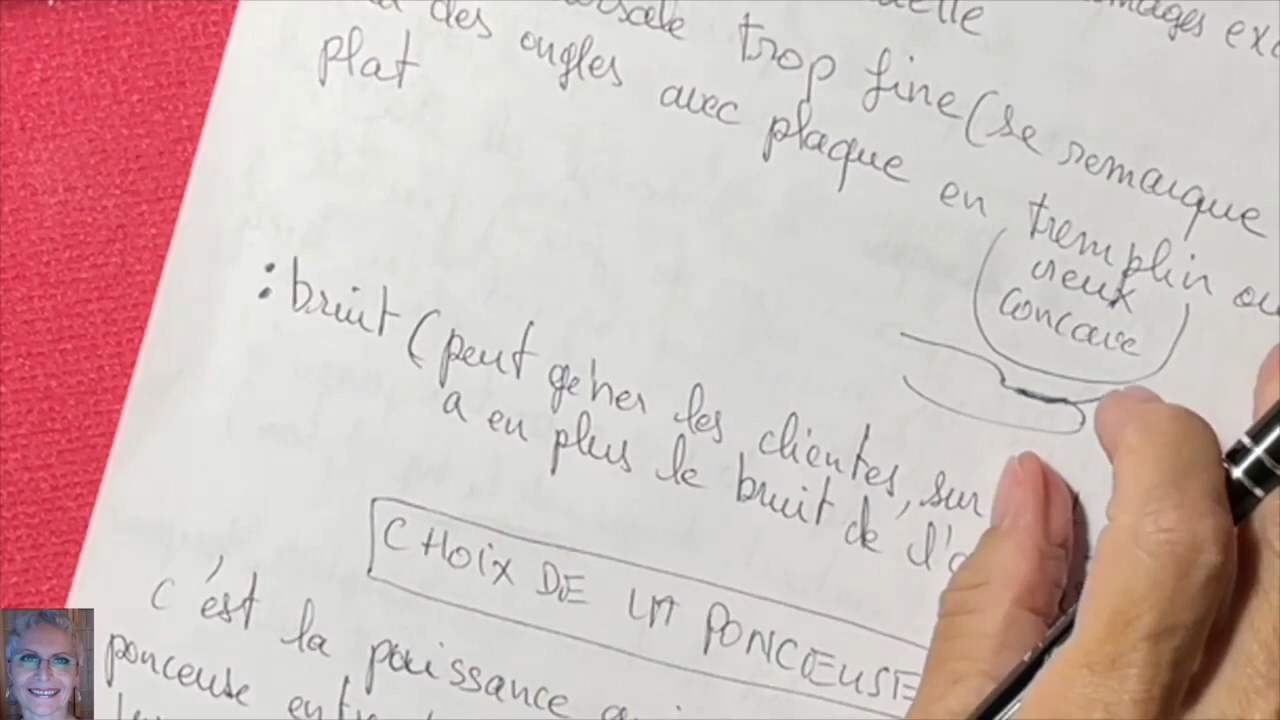 trop fine (se remarque
des ongles avec plaque en tremplin ou
plat
creux
concave
: bruit (peut gêner les clientes, sur
a en plus le bruit de l'a
CHOIX DE LA PONCEUSE
c'est la puissance
ponceuse